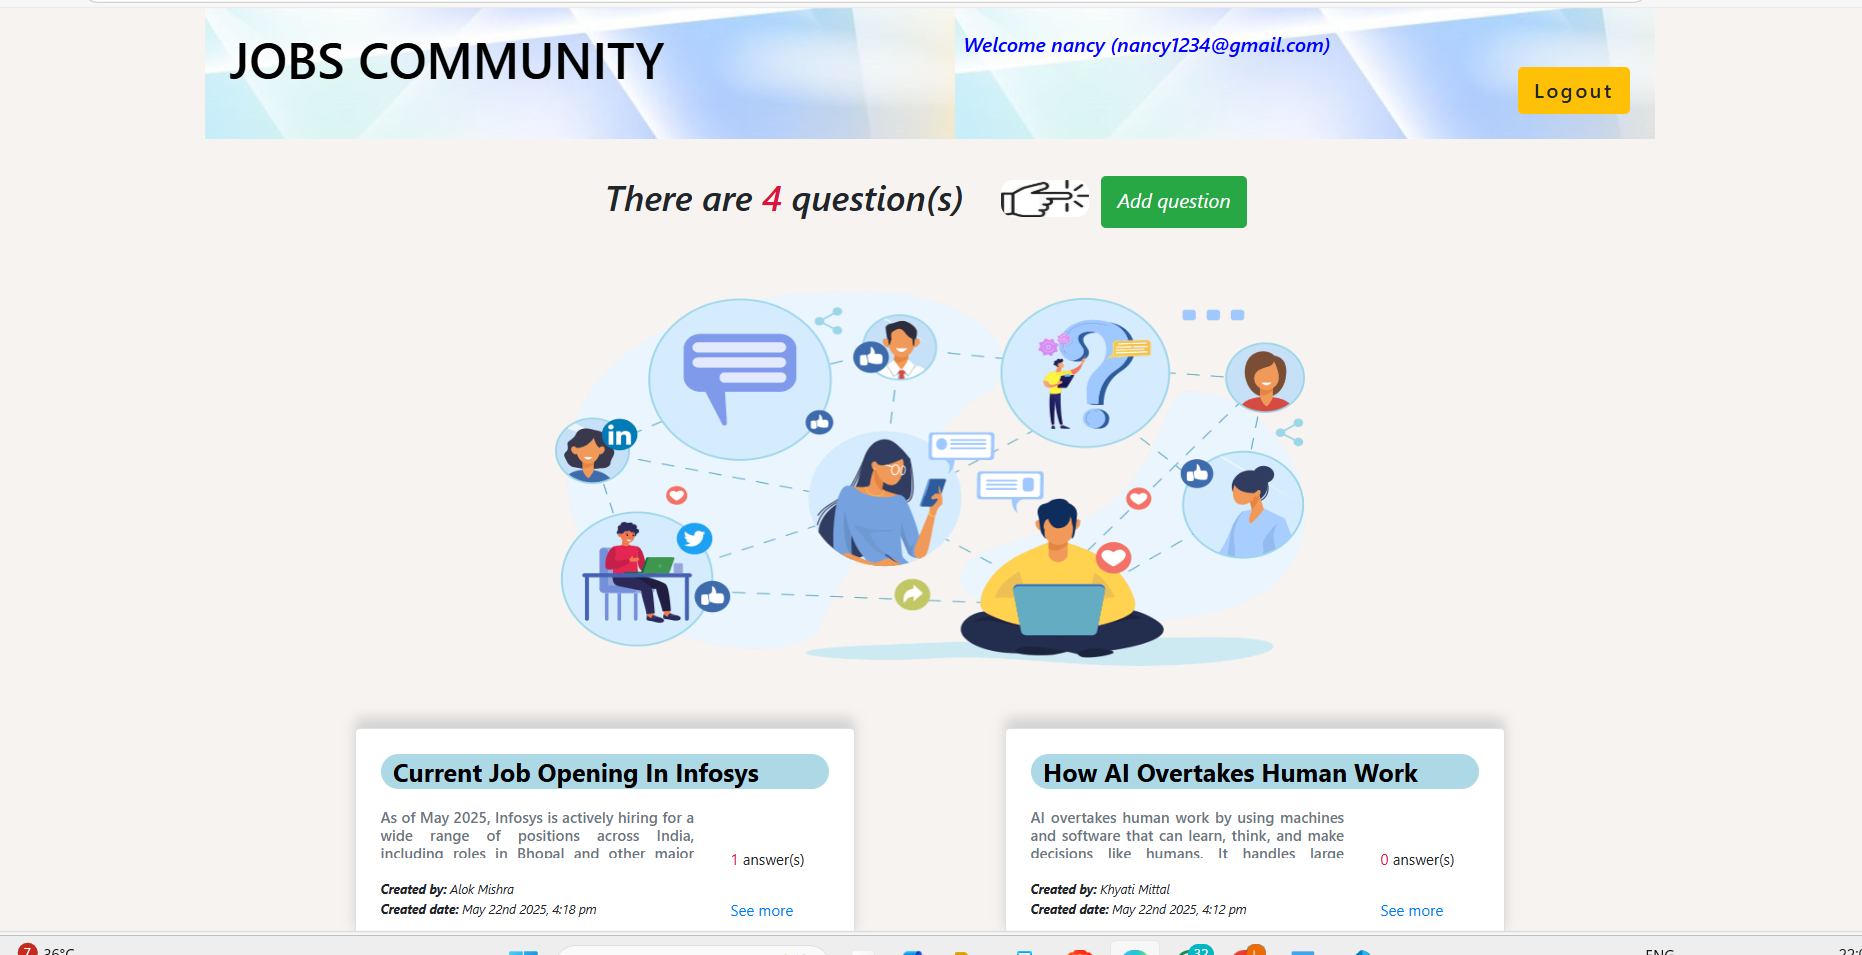 JOBS COMMUNITY
Welcome nancy (nancy1234@gmail.com)
Logout
There are 4 question(s)
Add question
in
Current Job Opening In Infosys
As of May 2025, Infosys is actively hiring for a
wide range of positions across India,
including roles in Bhopal and other major
1 answer(s)
Created by: Alok Mishra
Created date: May 22nd 2025, 4:18 pm
See more
How AI Overtakes Human Work
AI overtakes human work by using machines
and software that can learn, think, and make
decisions like humans. It handles large
0 answer(s)
Created by: Khyati Mittal
Created date: May 22nd 2025, 4:12 pm
See more
7
36°C
32
ENG